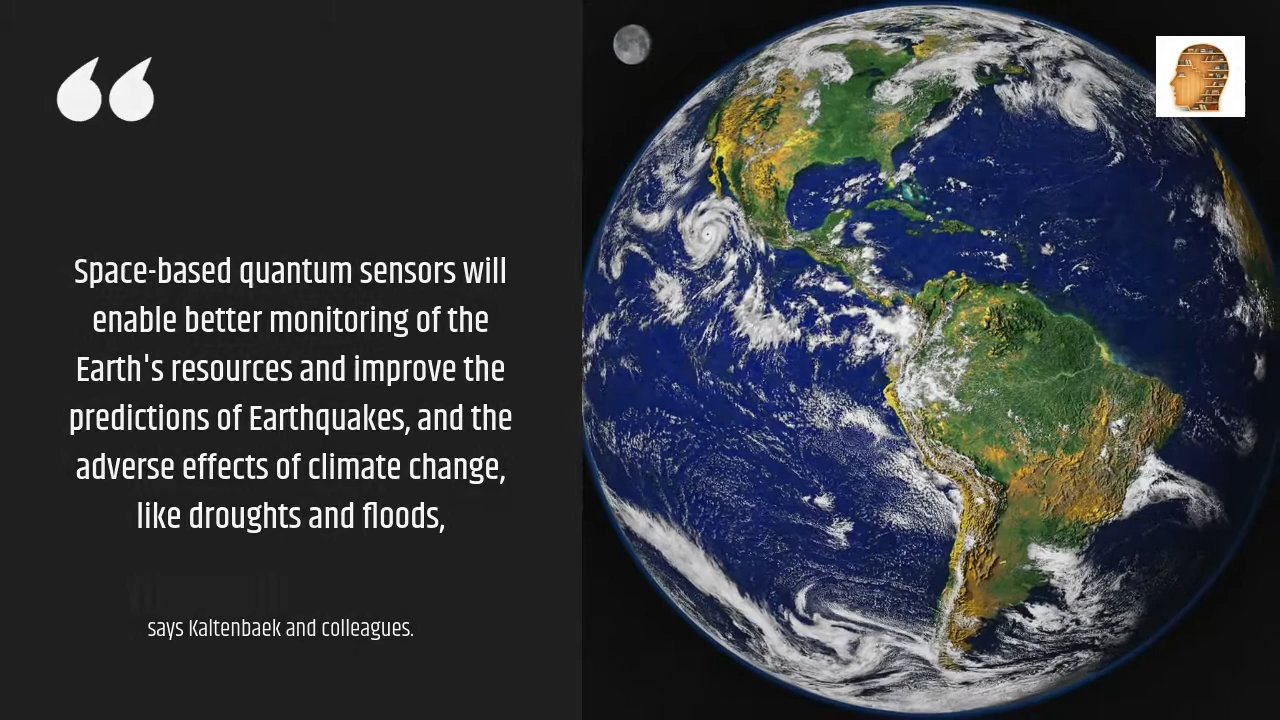 Space-based quantum sensors will
enable better monitoring of the
Earth's resources and improve the
predictions of Earthquakes, and the
adverse effects of climate change,
like droughts and floods,
says Kaltenbaek and colleagues.